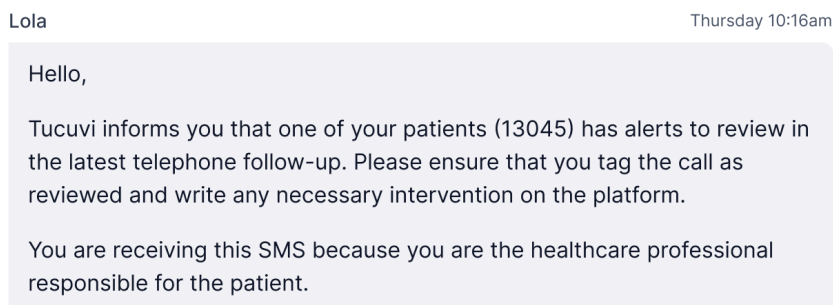 Lola
Thursday 10:16am
Hello,
Tucuvi informs you that one of your patients (13045) has alerts to review in
the latest telephone follow-up. Please ensure that you tag the call as
reviewed and write any necessary intervention on the platform.
You are receiving this SMS because you are the healthcare professional
responsible for the patient.